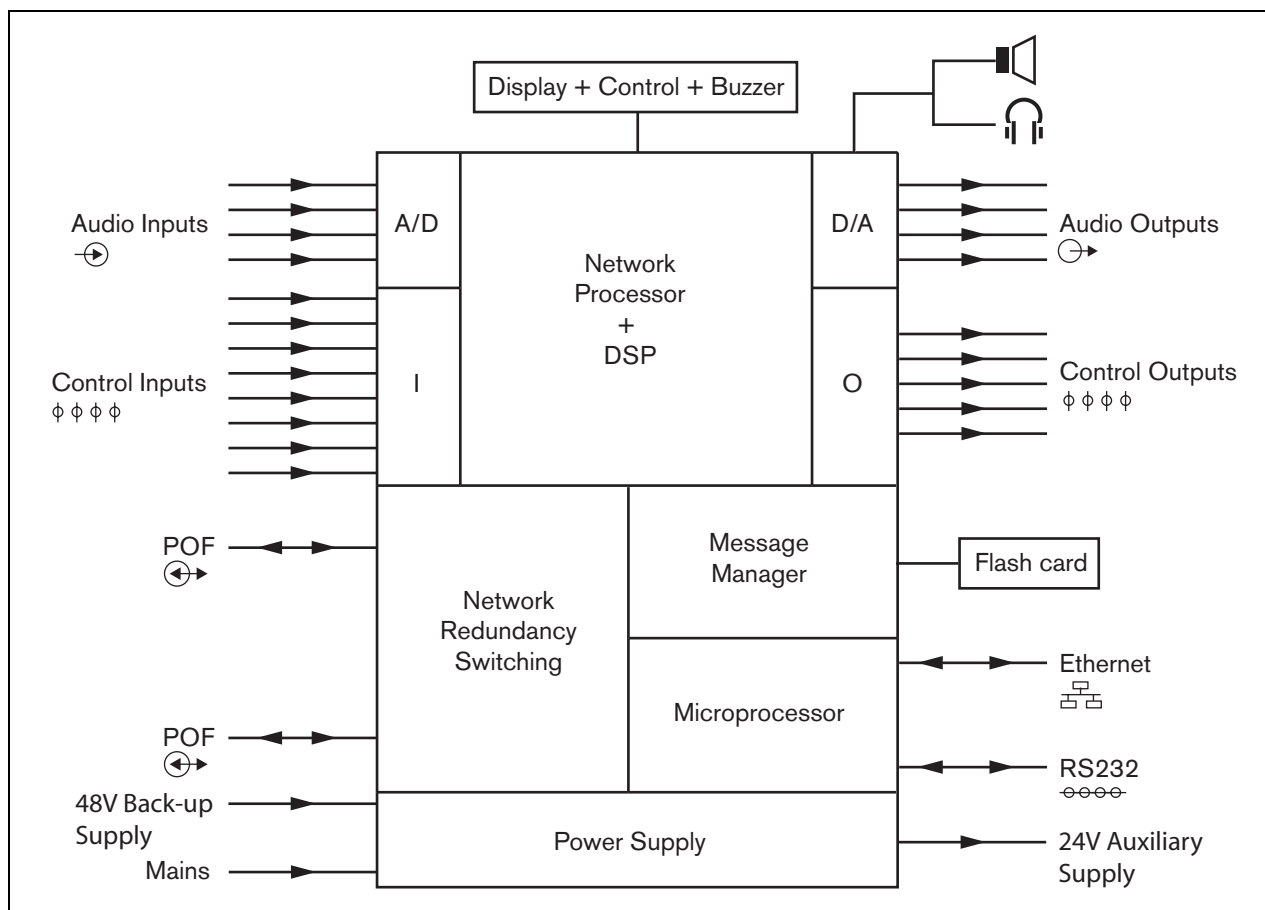 Display + Control + Buzzer
Audio Inputs
A/D
Network
Processor
+
DSP
D/A
Audio Outputs
Control Inputs
I
O
Control Outputs
POF
Network
Redundancy
Switching
Message
Manager
Flash card
Ethernet
Microprocessor
POF
RS232
48V Back-up
Supply
Power Supply
24V Auxiliary
Supply
Mains